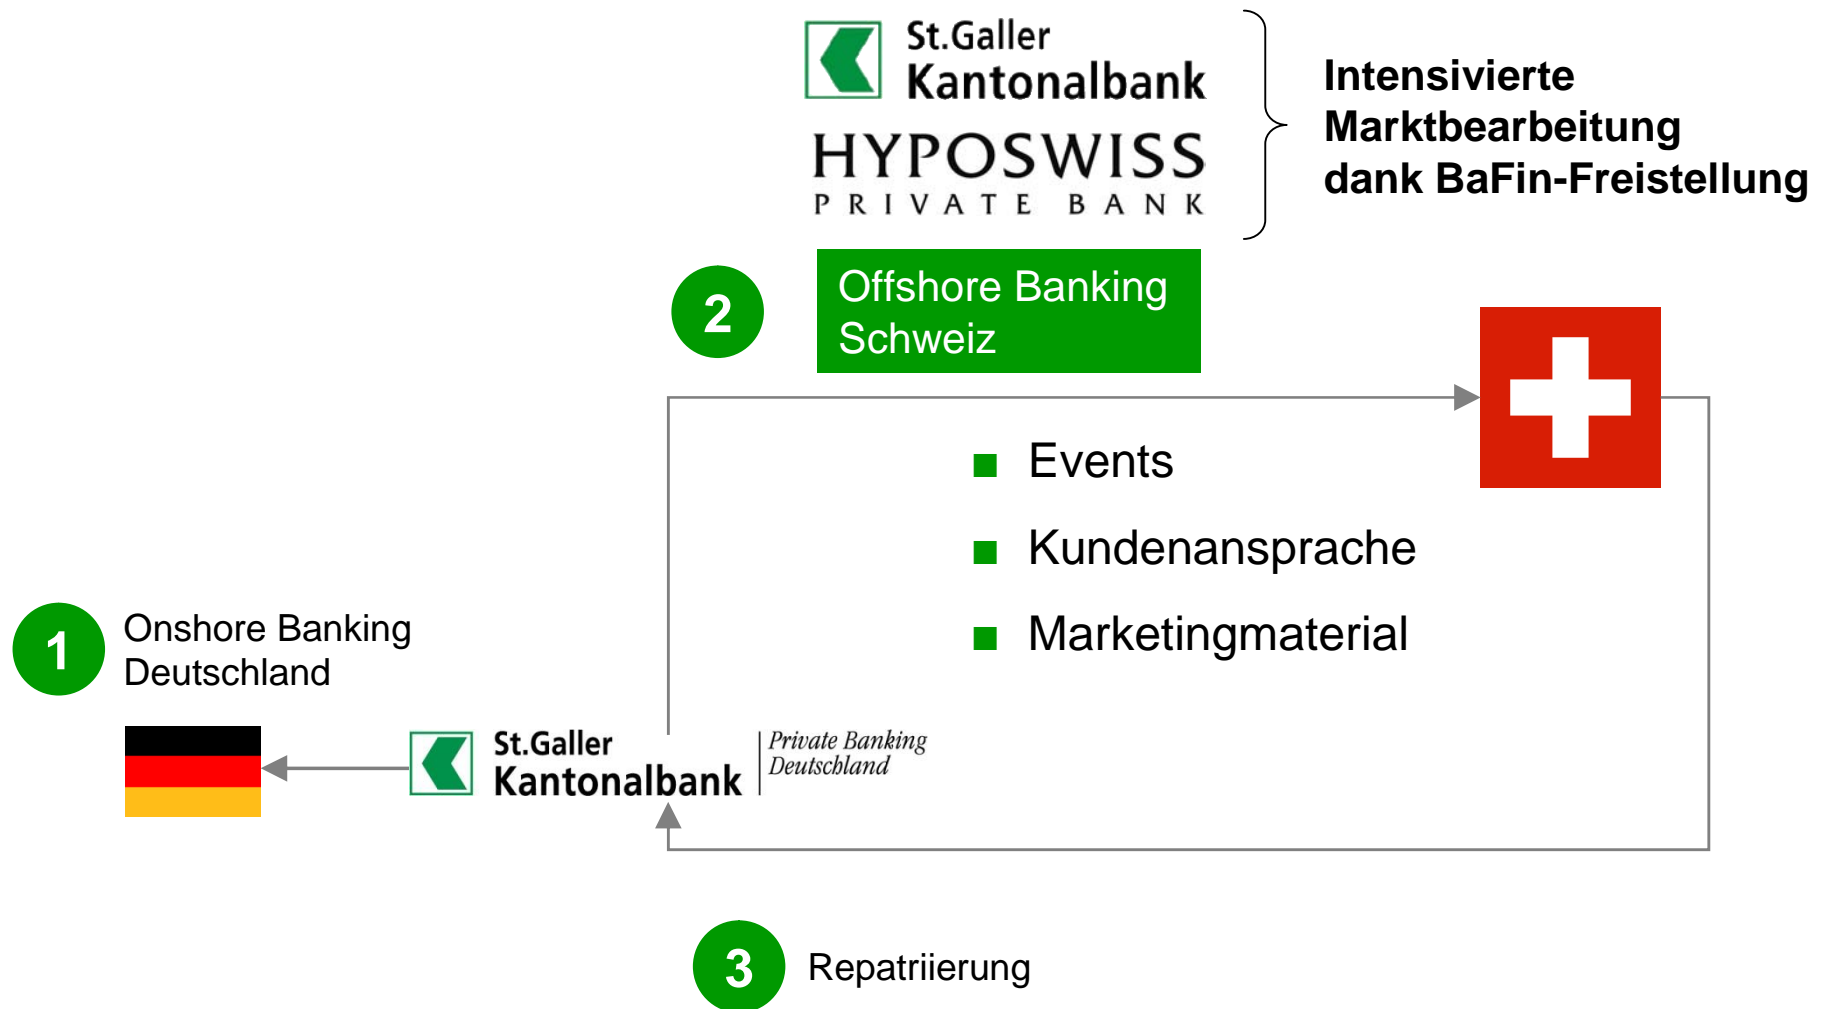 St.Galler
Kantonalbank
HYPOSWISS
PRIVATE BANK
Intensivierte
Marktbearbeitung
dank BaFin-Freistellung
2
Offshore Banking
Schweiz
Events
Kundenansprache
Marketingmaterial
1
Onshore Banking
Deutschland
St.Galler
Kantonalbank
Private Banking
Deutschland
3
Repatriierung